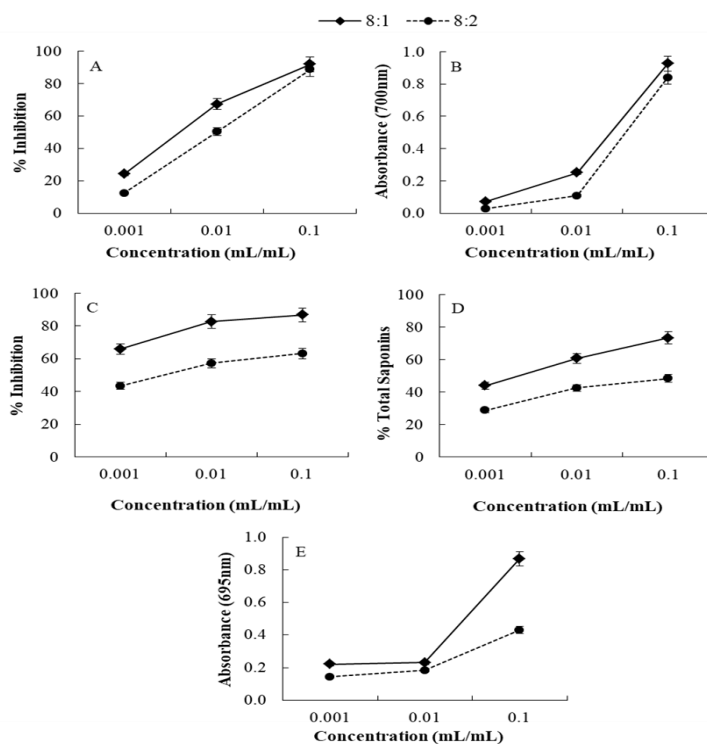 8:1 8:2
A
100
80
60
40
20
0
% Inhibition
0.001 0.01 0.1
Concentration (mL/mL)
B
1.0
0.8
0.6
0.4
0.2
0.0
Absorbance (700nm)
0.001 0.01 0.1
Concentration (mL/mL)
C
100
80
60
40
20
0
% Inhibition
0.001 0.01 0.1
Concentration (mL/mL)
D
100
80
60
40
20
0
% Total Saponins
0.001 0.01 0.1
Concentration (mL/mL)
E
1.0
0.8
0.6
0.4
0.2
0.0
Absorbance (695nm)
0.001 0.01 0.1
Concentration (mL/mL)